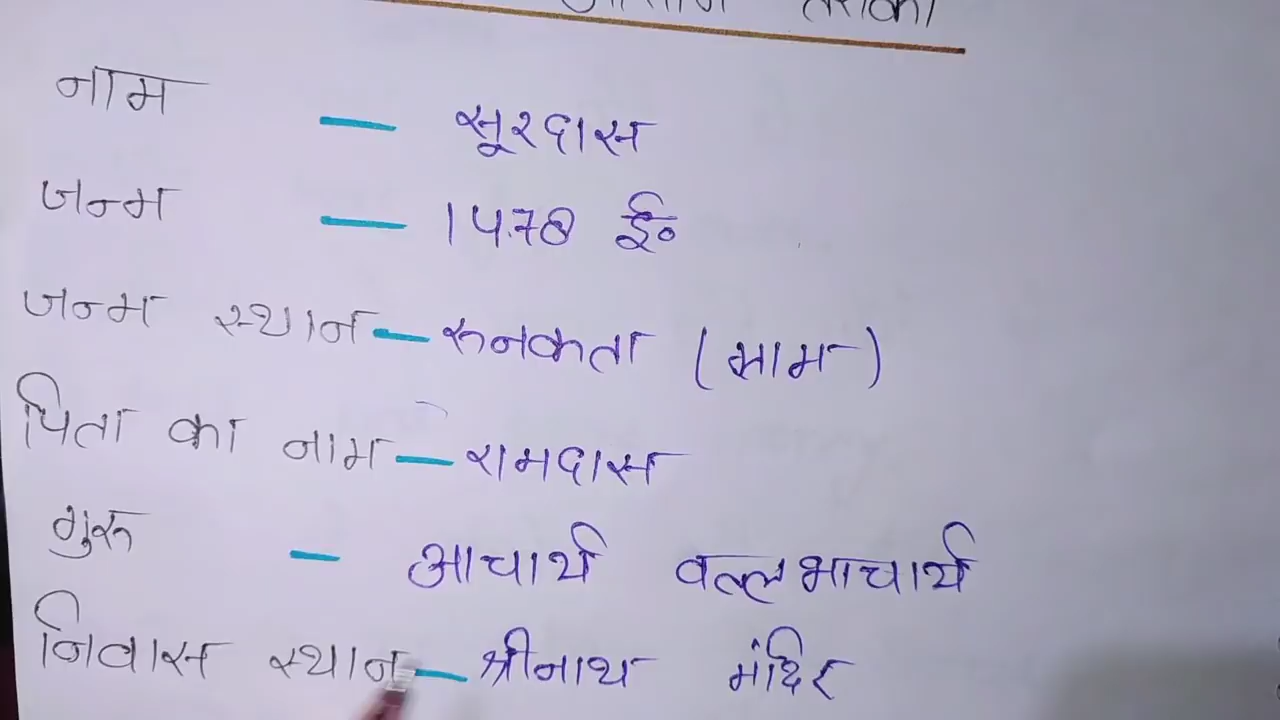 नाम — सूरदास
जन्म — 1478 ई०
जन्म स्थान — रुनकता (ग्राम)
पिता का नाम — रामदास
गुरु — आचार्य वल्लभाचार्य
निवास स्थान — श्रीनाथ मंदिर